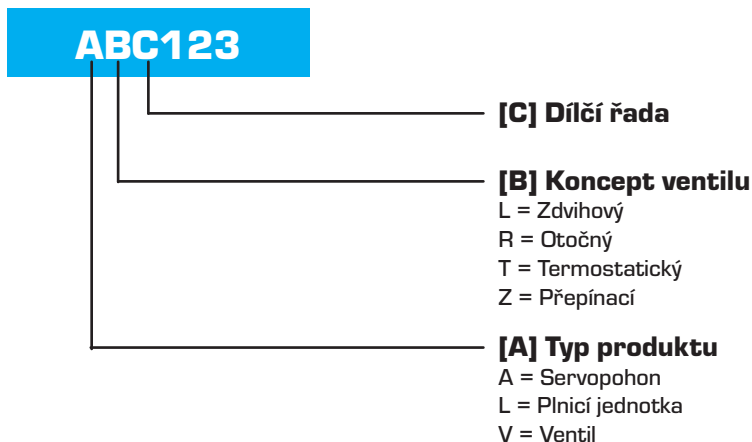 ABC123
[C] Dílčí řada
[B] Koncept ventilu
L = Zdvihový
R = Otočný
T = Termostatický
Z = Přepínací
[A] Typ produktu
A = Servopohon
L = Plnicí jednotka
V = Ventil